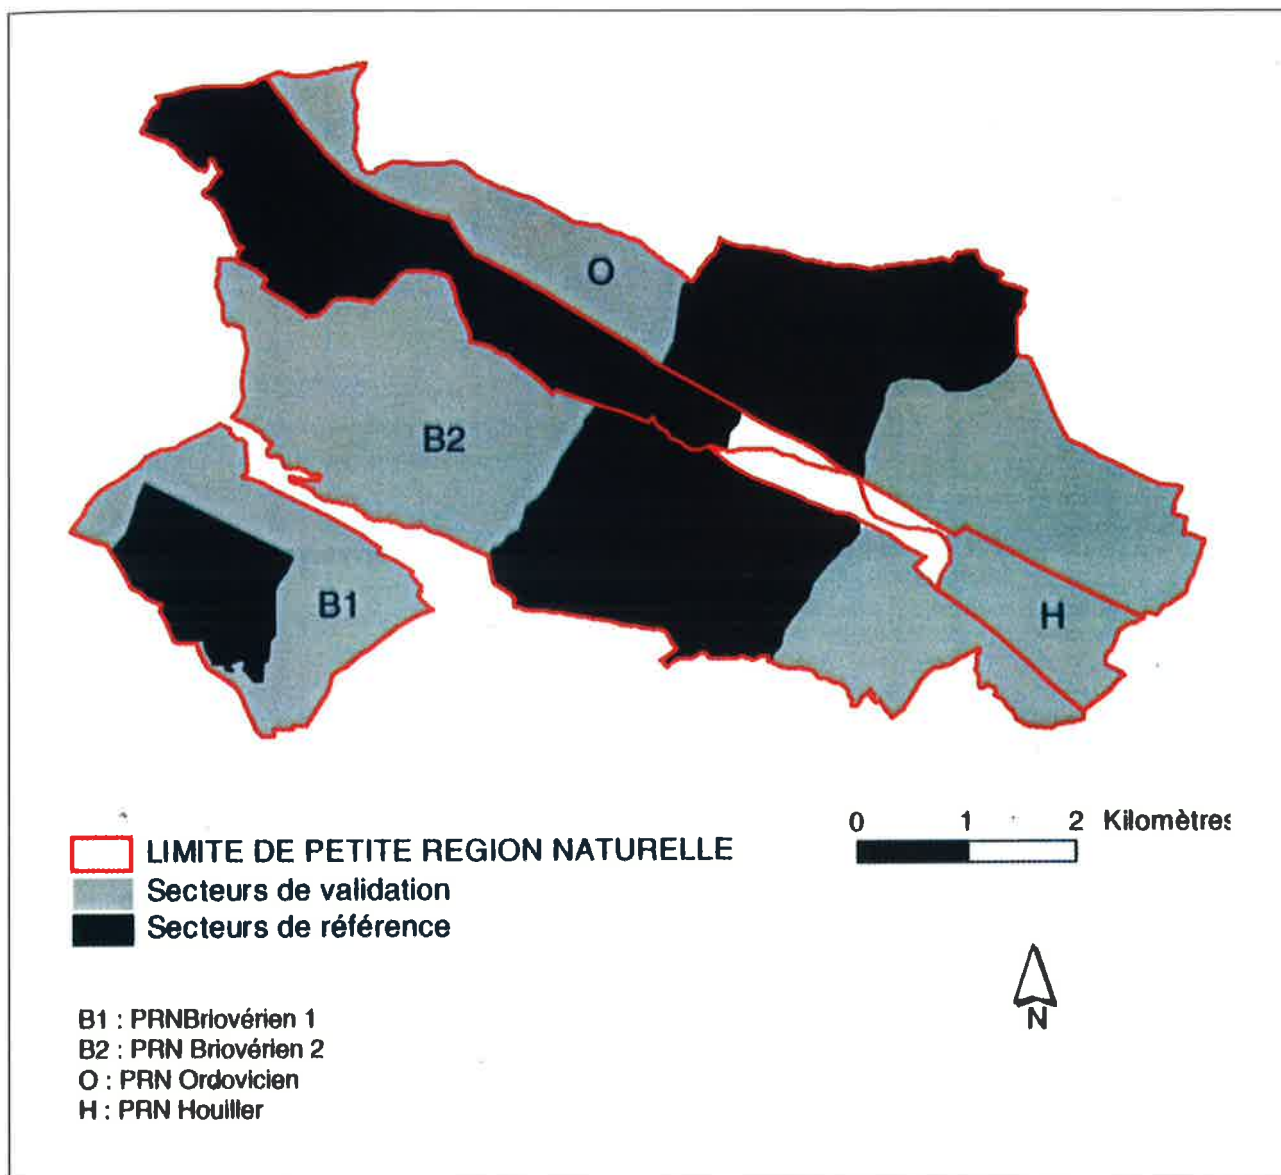 O
B2
B1
H
0 1 2 Kilomètres
LIMITE DE PETITE REGION NATURELLE
Secteurs de validation
Secteurs de référence
N
B1 : PRNBriovérien 1
B2 : PRN Briovérien 2
O : PRN Ordovicien
H : PRN Houiller